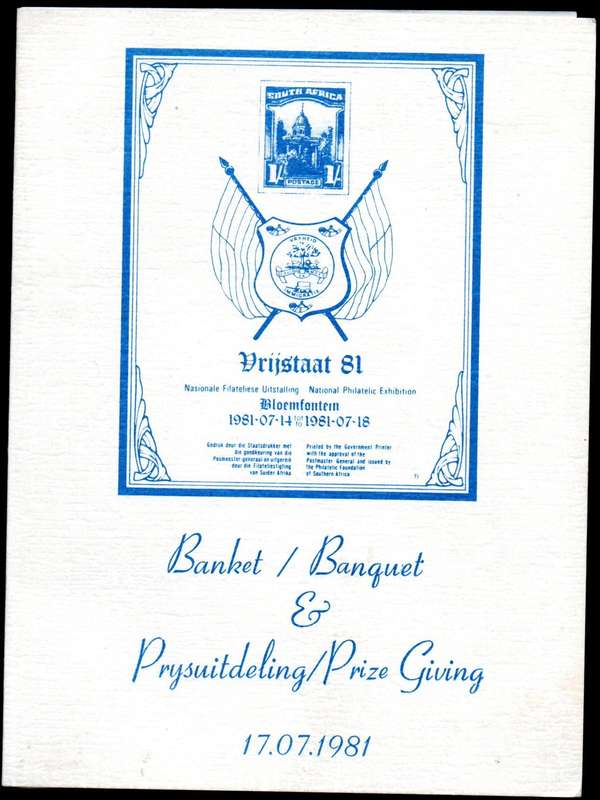 SOUTH AFRICA
1/-
POSTAGE
VRYHEID
IMMIGRATIE
Vrijstaat 81
Nasionale Filateliese Uitstalling National Philatelic Exhibition
Bloemfontein
1981-07-14 tot/to 1981-07-18
Gedruk deur die Staatsdrukker met
die goedkeuring van die
Posmeester-generaal en uitgegee
deur die Filateliestigting
van Suider Afrika
Printed by the Government Printer
with the approval of the
Postmaster General and issued by
the Philatelic Foundation
of Southern Africa
Banket / Banquet
&
Prysuitdeling/Prize Giving
17.07.1981